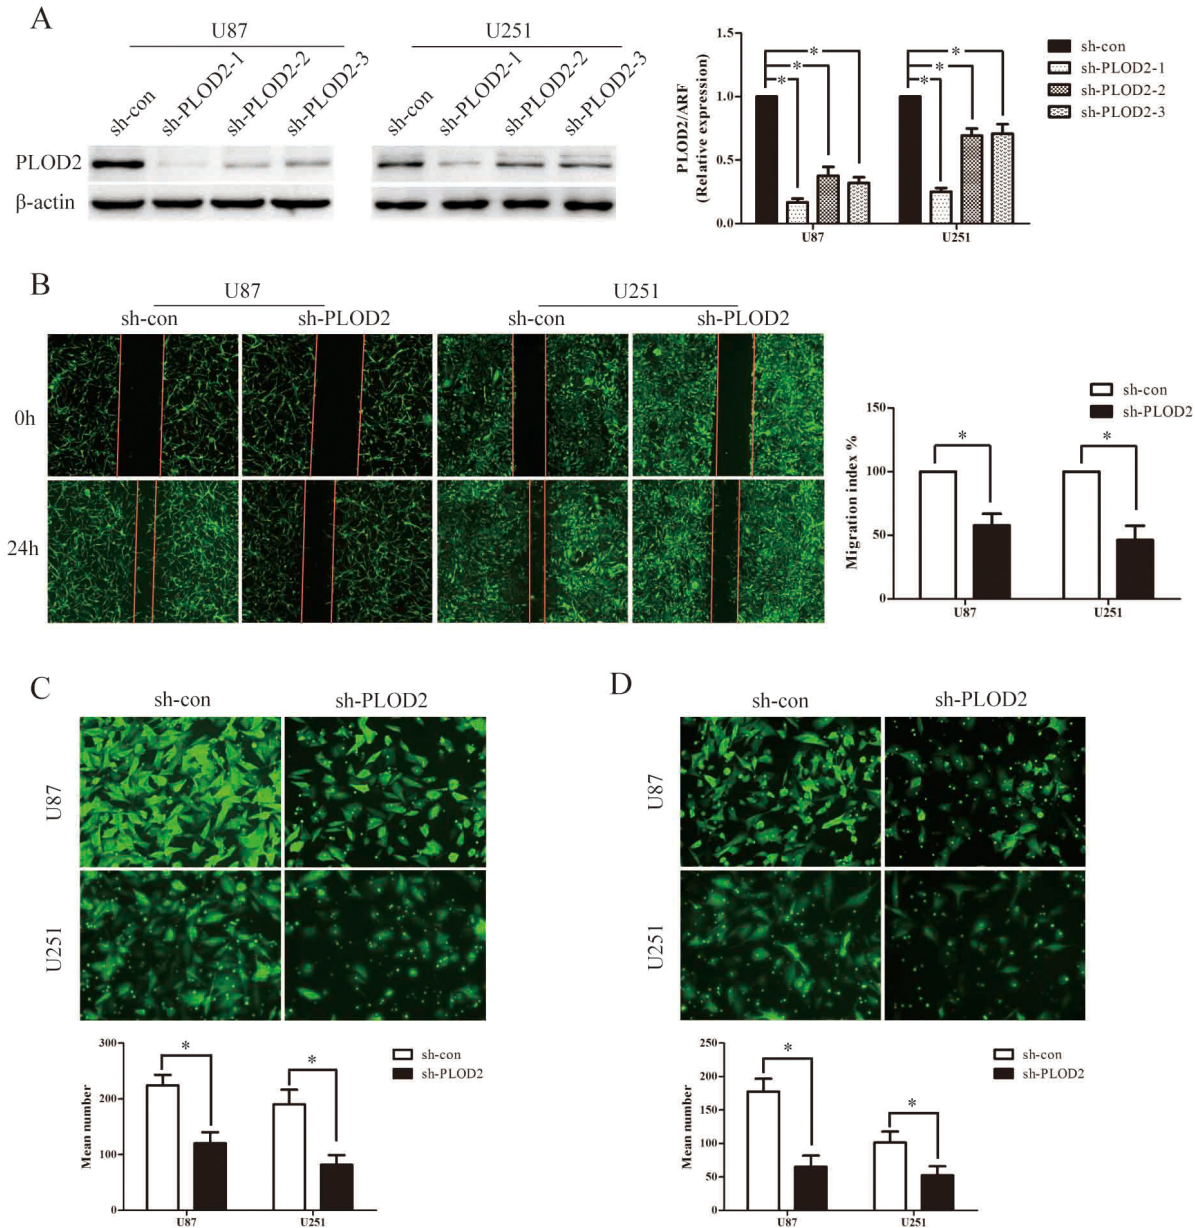 A
U87
U251
sh-con
sh-PLOD2-1
sh-PLOD2-2
sh-PLOD2-3
sh-con
sh-PLOD2-1
sh-PLOD2-2
sh-PLOD2-3
PLOD2
β-actin
PLOD2/ARF
(Relative expression)
1.5
1.0
0.5
0.0
* * *
* * *
U87
U251
sh-con
sh-PLOD2-1
sh-PLOD2-2
sh-PLOD2-3
B
U87
U251
sh-con
sh-PLOD2
sh-con
sh-PLOD2
0h
24h
Migration index %
150
100
50
0
*
*
U87
U251
sh-con
sh-PLOD2
C
sh-con
sh-PLOD2
U87
U251
Mean number
300
200
100
0
*
*
U87
U251
sh-con
sh-PLOD2
D
sh-con
sh-PLOD2
U87
U251
Mean number
250
200
150
100
50
0
*
*
U87
U251
sh-con
sh-PLOD2